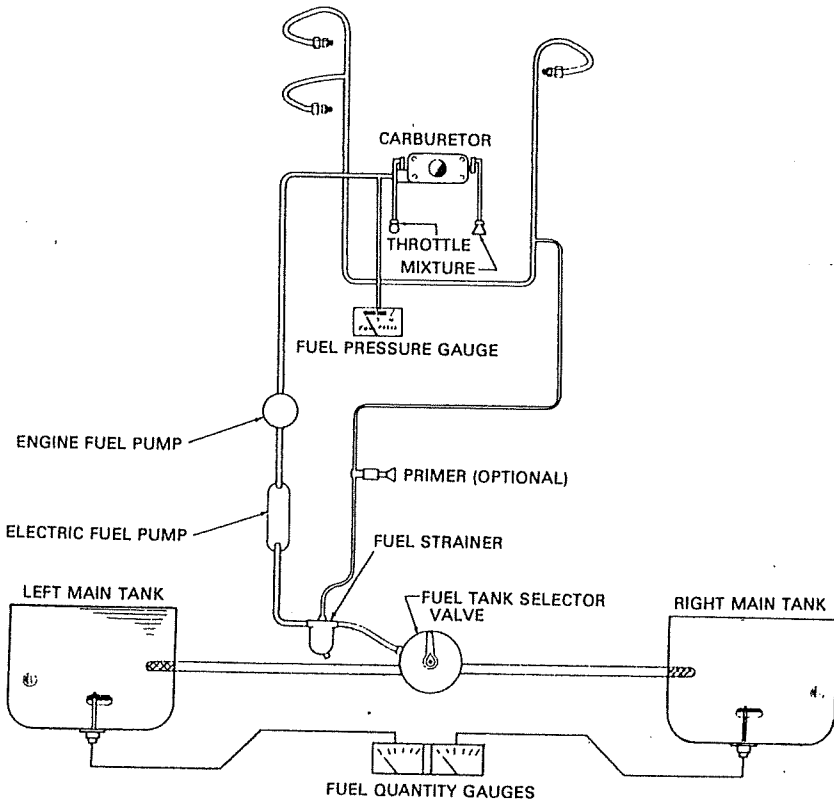 CARBURETOR
THROTTLE
MIXTURE
FUEL PRESSURE GAUGE
ENGINE FUEL PUMP
PRIMER (OPTIONAL)
ELECTRIC FUEL PUMP
FUEL STRAINER
LEFT MAIN TANK
FUEL TANK SELECTOR
VALVE
RIGHT MAIN TANK
FUEL QUANTITY GAUGES